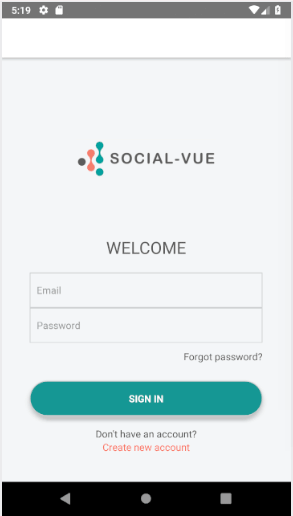 5:19
SOCIAL-VUE
WELCOME
Email
Password
Forgot password?
SIGN IN
Don't have an account?
Create new account